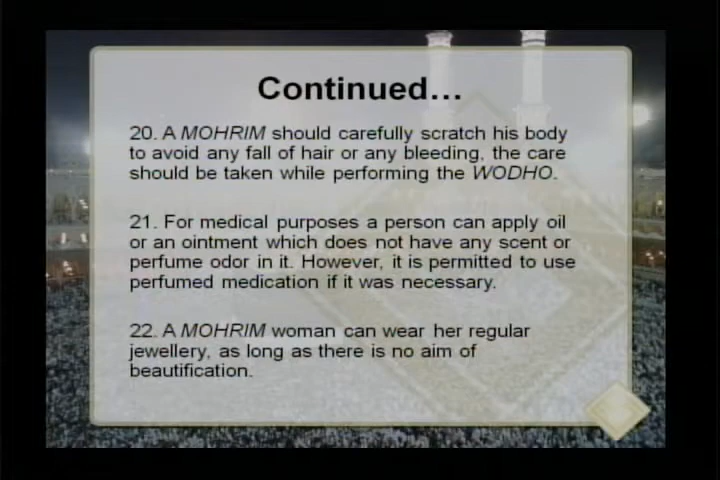 Continued...
20. A MOHRIM should carefully scratch his body
to avoid any fall of hair or any bleeding, the care
should be taken while performing the WODHO.
21. For medical purposes a person can apply oil
or an ointment which does not have any scent or
perfume odor in it. However, it is permitted to use
perfumed medication if it was necessary.
22. A MOHRIM woman can wear her regular
jewellery, as long as there is no aim of
beautification.